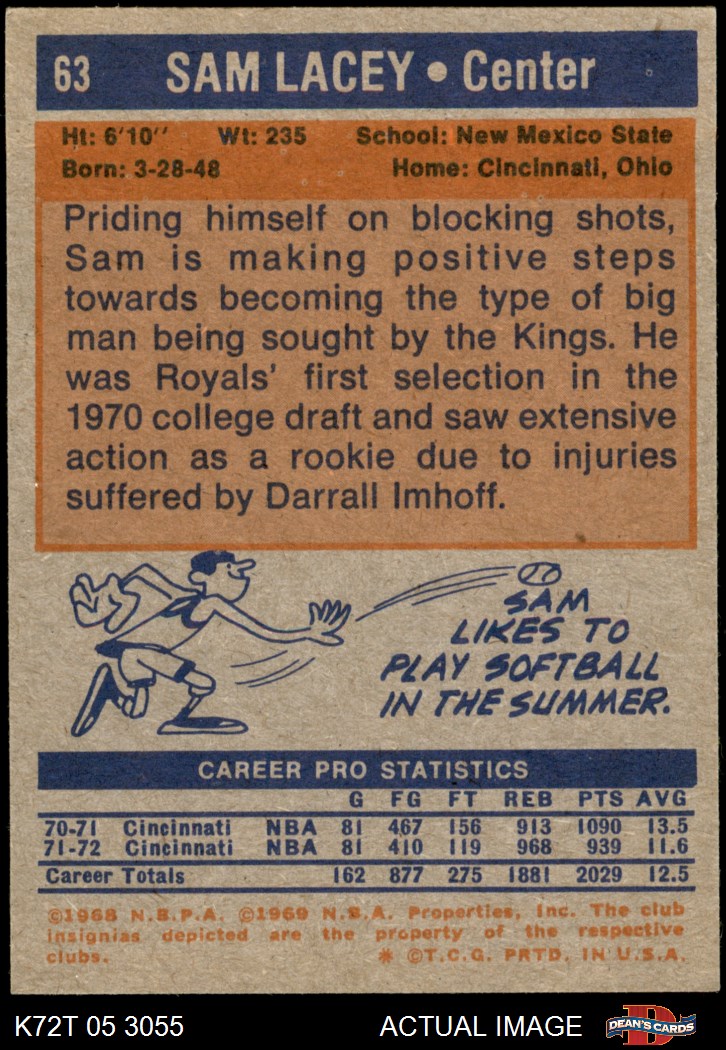 63 SAM LACEY • Center
Ht: 6'10'' Wt: 235 School: New Mexico State
Born: 3-28-48 Home: Cincinnati, Ohio
Priding himself on blocking shots,
Sam is making positive steps
towards becoming the type of big
man being sought by the Kings. He
was Royals' first selection in the
1970 college draft and saw extensive
action as a rookie due to injuries
suffered by Darrall Imhoff.
SAM
LIKES TO
PLAY SOFTBALL
IN THE SUMMER.
CAREER PRO STATISTICS
G FG FT REB PTS AVG
70-71 Cincinnati NBA 81 467 156 913 1090 13.5
71-72 Cincinnati NBA 81 410 119 968 939 11.6
Career Totals 162 877 275 1881 2029 12.5
©1968 N.B.P.A. ©1969 N.B.A. Properties, Inc. The club
insignias depicted are the property of the respective
clubs. * ©T.C.G. PRTD. IN U.S.A.
K72T 05 3055 ACTUAL IMAGE D DEAN'S CARDS